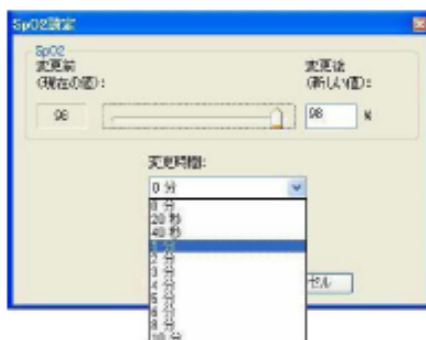 SpO2設定
SpO2
変更前
(現在の値):
変更後
(新しい値):
98
98 %
変更時間:
0 分
0 分
20 秒
40 秒
1 分
2 分
3 分
4 分
5 分
6 分
8 分
10 分
セル